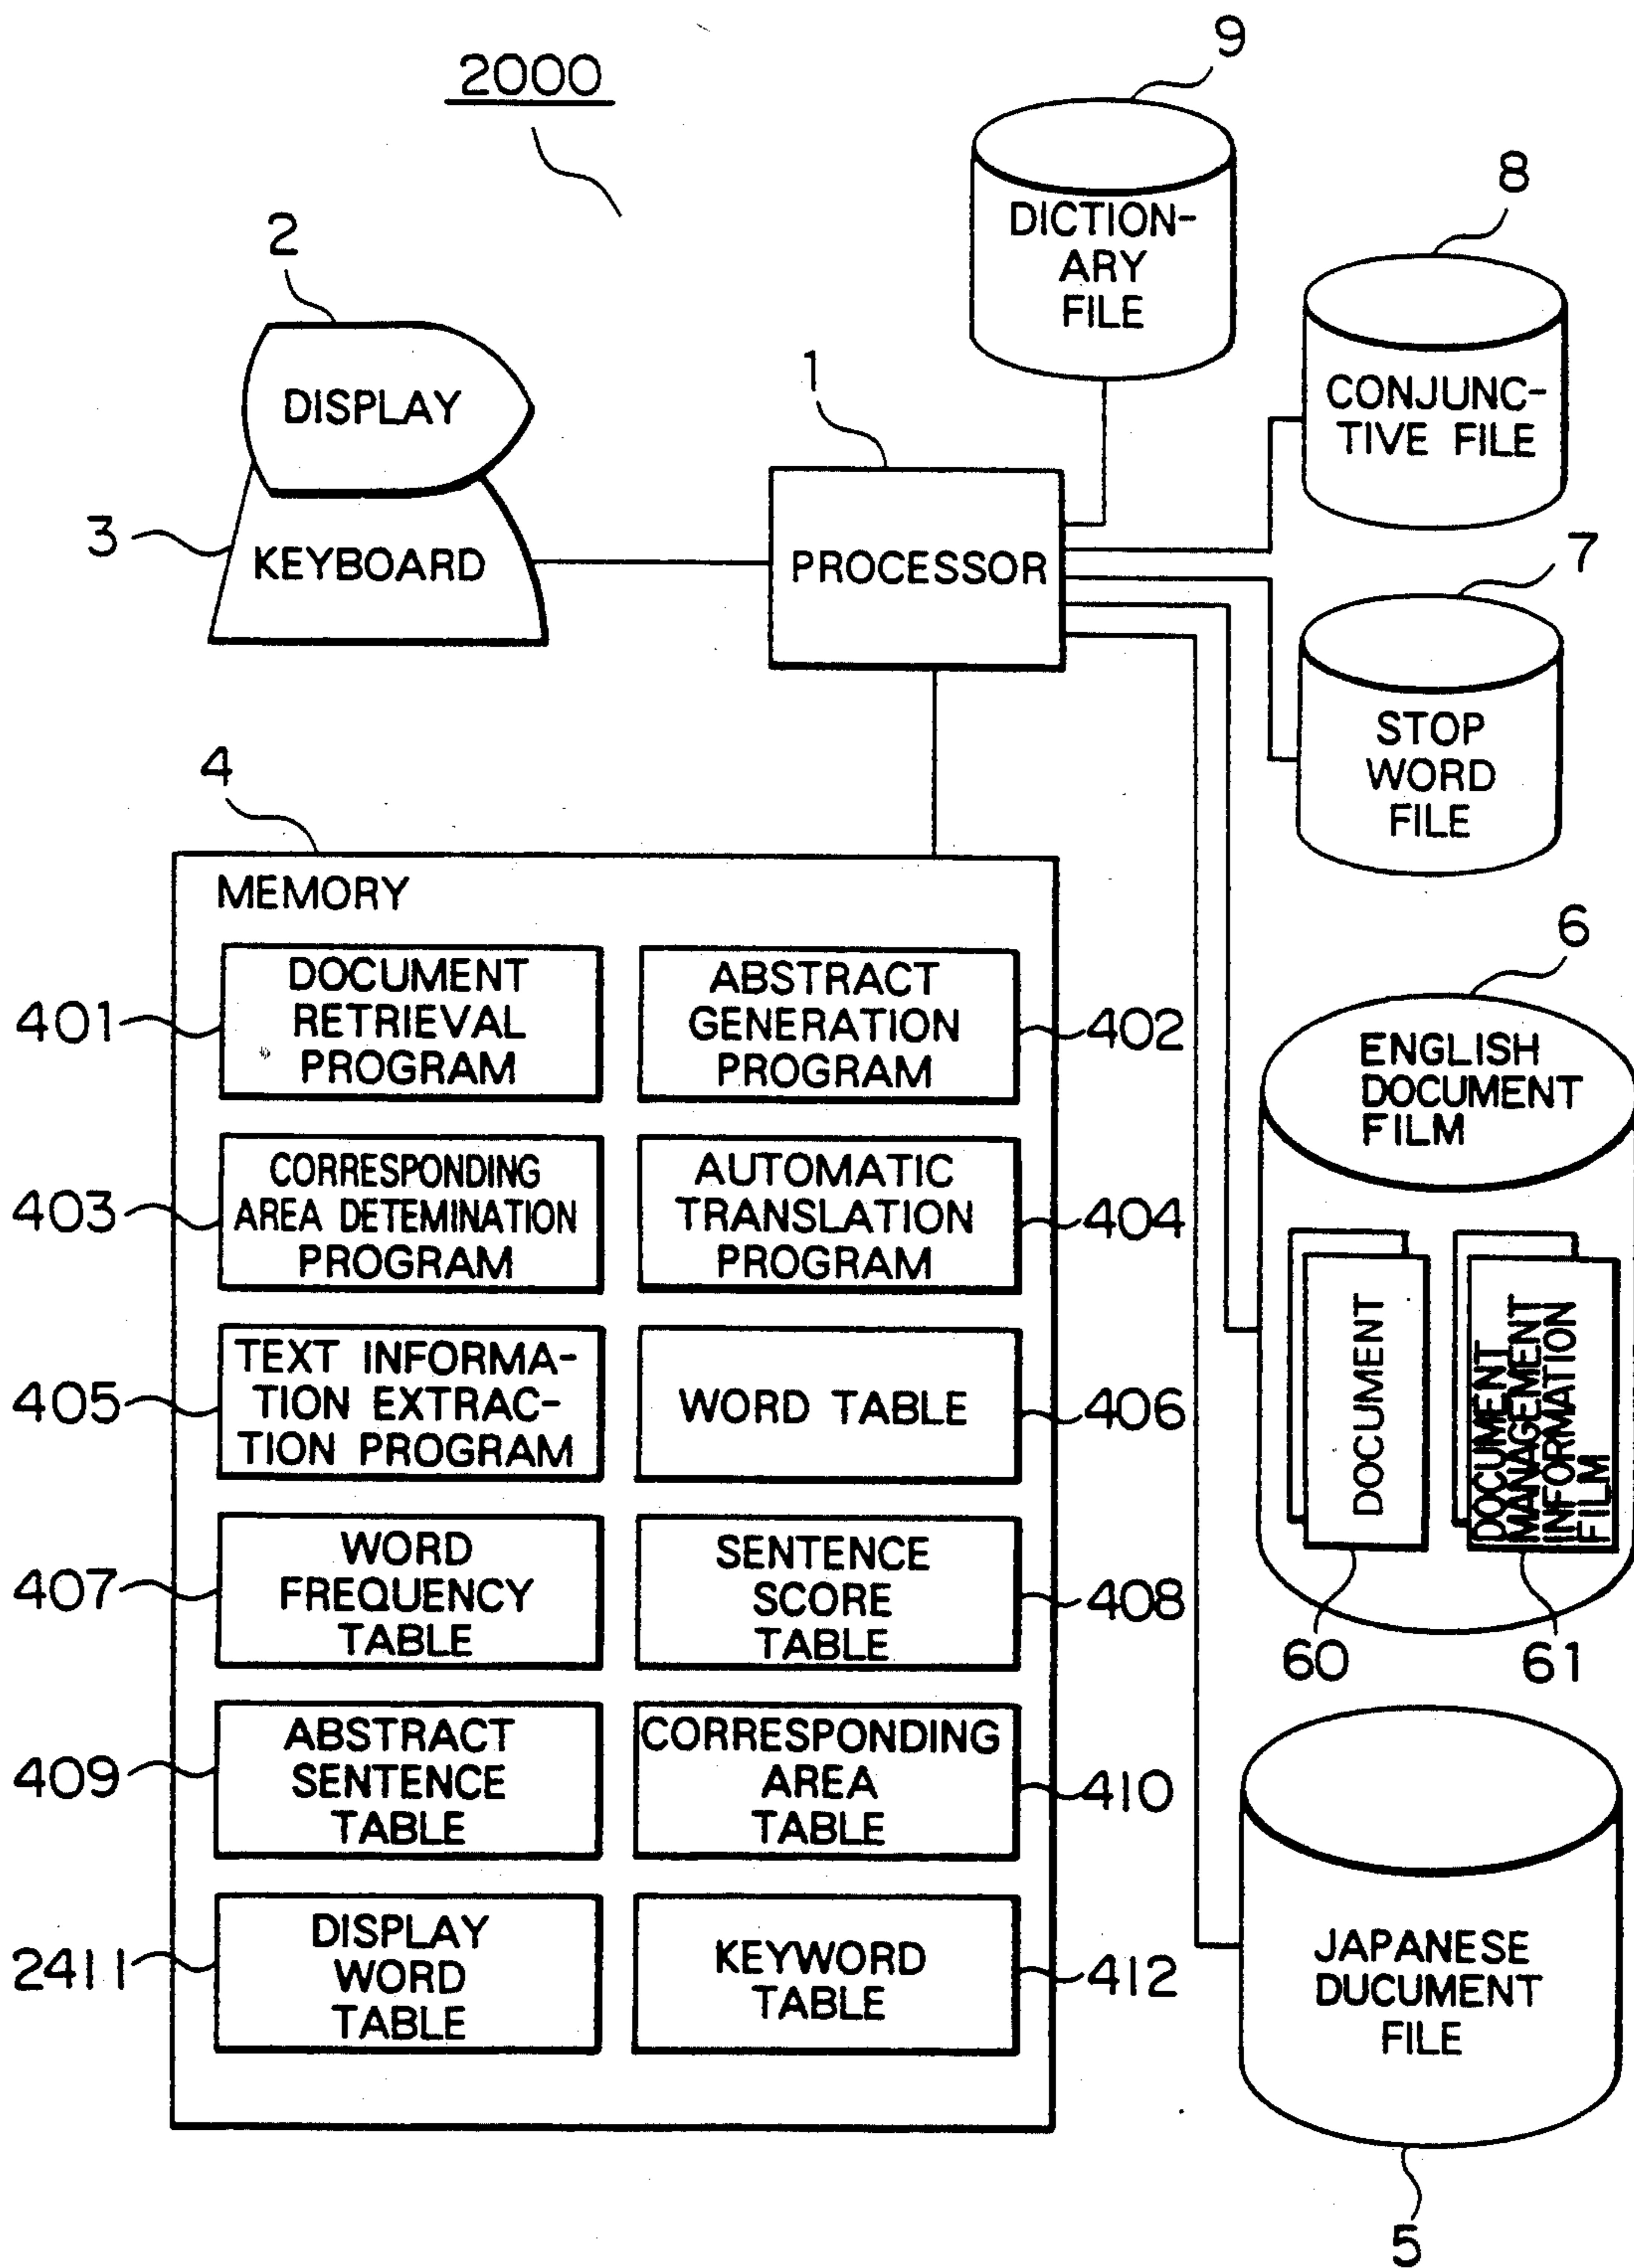 2000
9
DICTION-
ARY
FILE
8
CONJUNC-
TIVE FILE
2
DISPLAY
3
KEYBOARD
1
PROCESSOR
7
STOP
WORD
FILE
4
MEMORY
401
DOCUMENT
RETRIEVAL
PROGRAM
ABSTRACT
GENERATION
PROGRAM
402
403
CORRESPONDING
AREA DETEMINATION
PROGRAM
AUTOMATIC
TRANSLATION
PROGRAM
404
405
TEXT INFORMA-
TION EXTRAC-
TION PROGRAM
WORD TABLE
406
407
WORD
FREQUENCY
TABLE
SENTENCE
SCORE
TABLE
408
409
ABSTRACT
SENTENCE
TABLE
CORRESPONDING
AREA
TABLE
410
2411
DISPLAY
WORD
TABLE
KEYWORD
TABLE
412
6
ENGLISH
DOCUMENT
FILM
DOCUMENT
60
DOCUMENT
MANAGEMENT
INFORMATION
FILM
61
JAPANESE
DUCUMENT
FILE
5